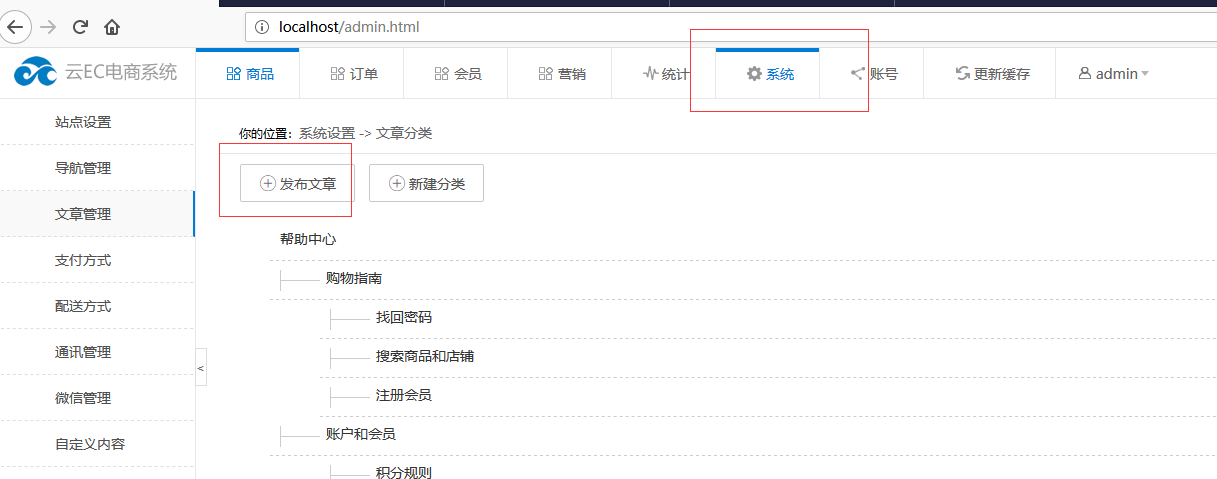 localhost/admin.html
云EC电商系统 商品 订单 会员 营销 统计 系统 账号 更新缓存 admin
站点设置
导航管理
文章管理
支付方式
配送方式
通讯管理
微信管理
自定义内容
<
你的位置: 系统设置 -> 文章分类
发布文章 新建分类
帮助中心
购物指南
找回密码
搜索商品和店铺
注册会员
账户和会员
积分规则